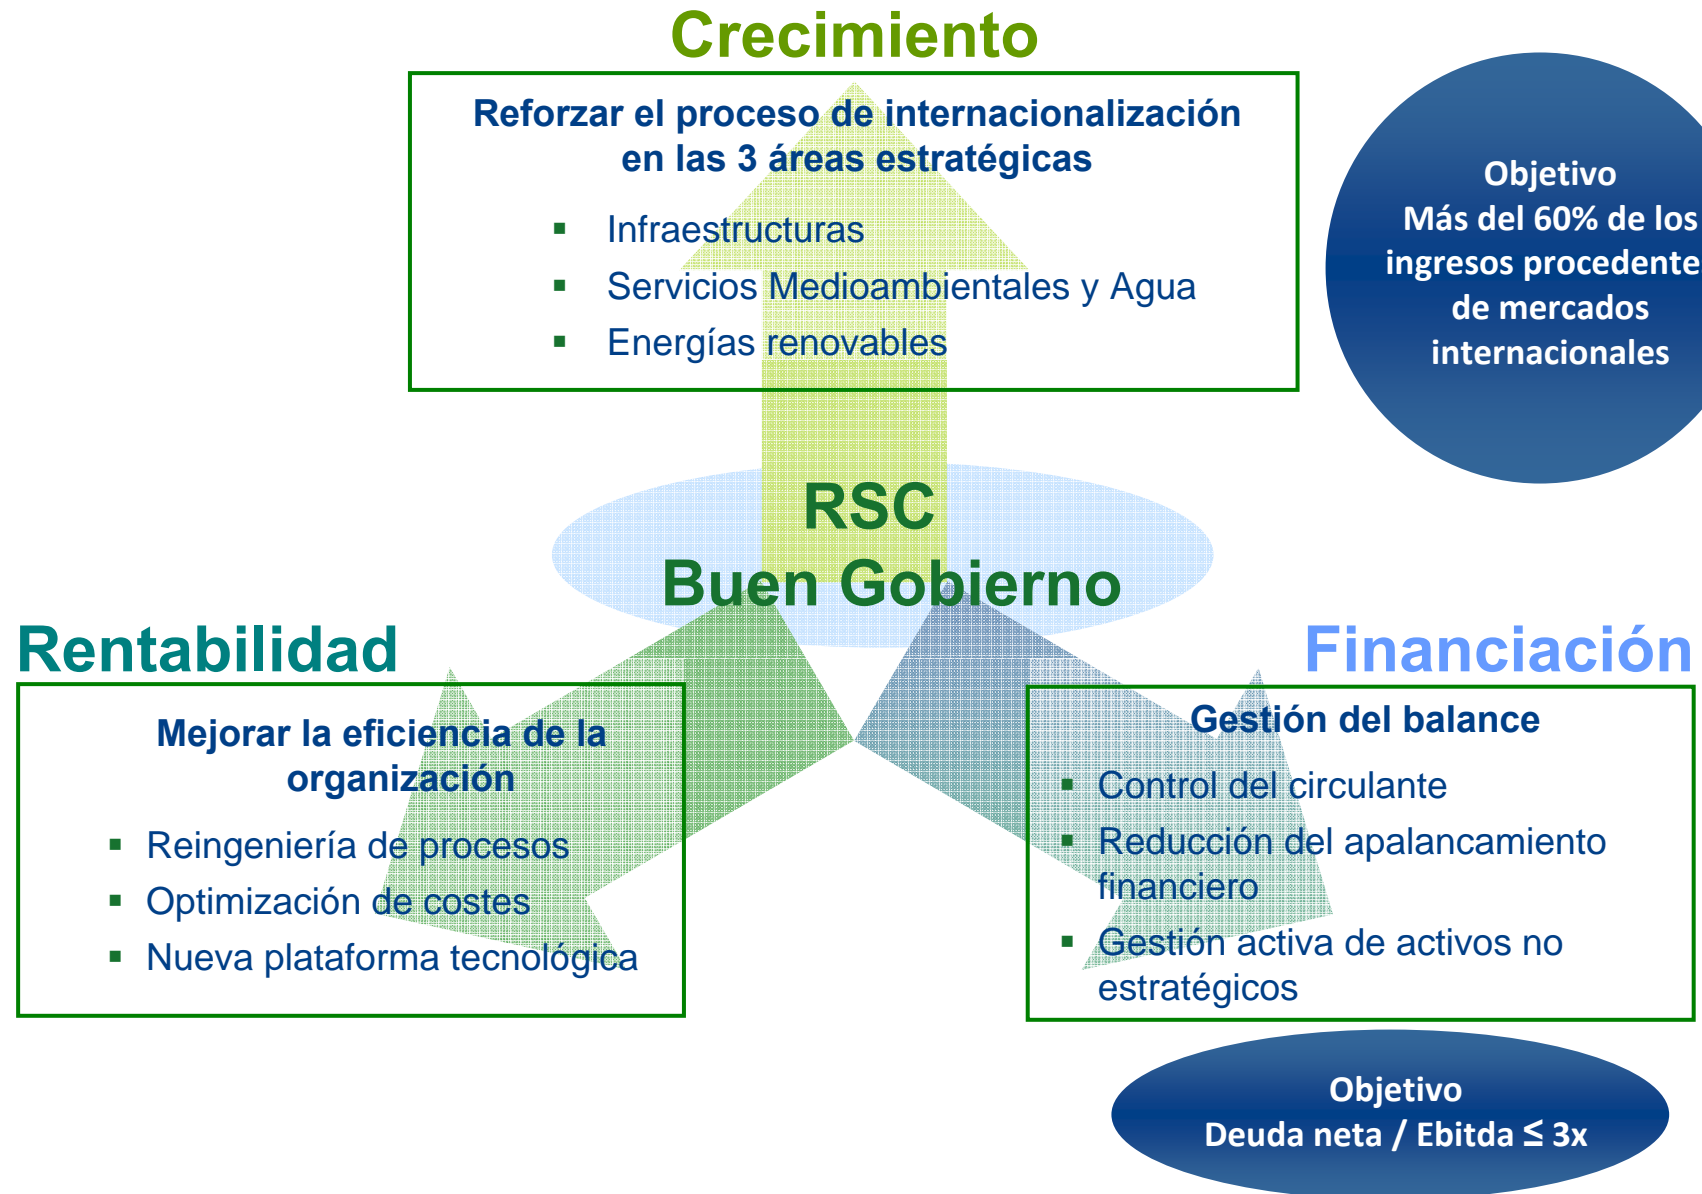 Crecimiento
Reforzar el proceso de internacionalización
en las 3 áreas estratégicas
▪ Infraestructuras
▪ Servicios Medioambientales y Agua
▪ Energías renovables
Objetivo
Más del 60% de los
ingresos procedente
de mercados
internacionales
RSC
Buen Gobierno
Rentabilidad
Mejorar la eficiencia de la
organización
▪ Reingeniería de procesos
▪ Optimización de costes
▪ Nueva plataforma tecnológica
Financiación
Gestión del balance
▪ Control del circulante
▪ Reducción del apalancamiento
financiero
▪ Gestión activa de activos no
estratégicos
Objetivo
Deuda neta / Ebitda ≤ 3x